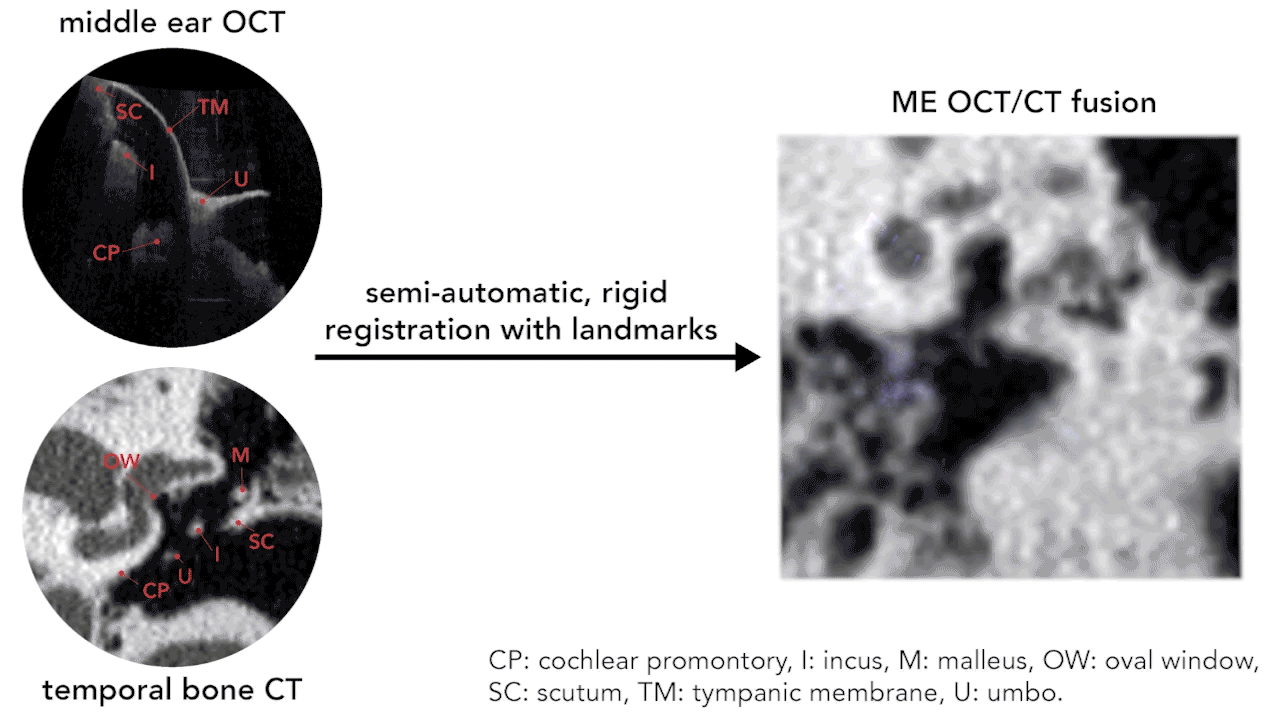 middle ear OCT
SC
TM
I
U
CP
temporal bone CT
OW
M
SC
I
U
CP
semi-automatic, rigid
registration with landmarks
ME OCT/CT fusion
CP: cochlear promontory, I: incus, M: malleus, OW: oval window,
SC: scutum, TM: tympanic membrane, U: umbo.